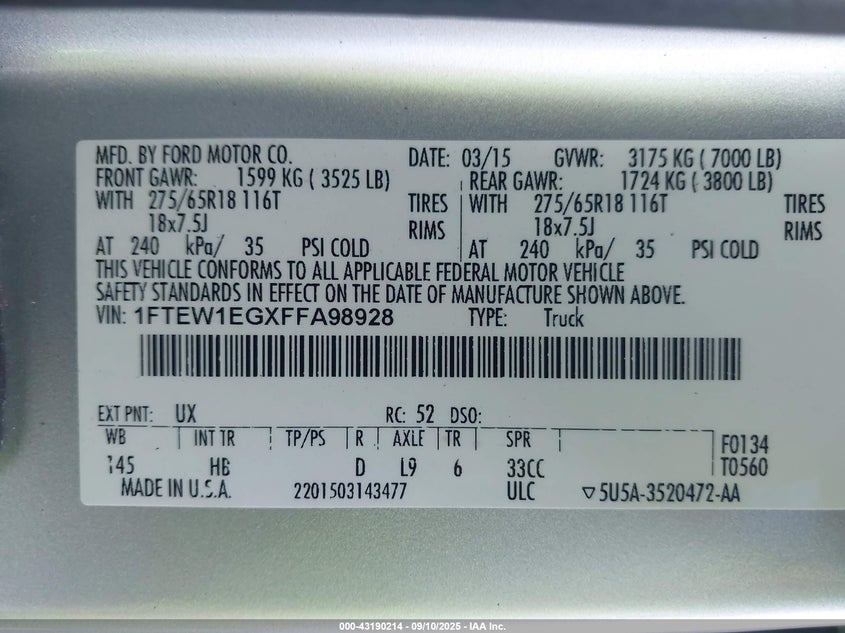 MFD. BY FORD MOTOR CO. DATE: 03/15 GVWR: 3175 KG ( 7000 LB)
FRONT GAWR: 1599 KG ( 3525 LB) REAR GAWR: 1724 KG ( 3800 LB)
WITH 275/65R18 116T TIRES WITH 275/65R18 116T TIRES
18x7.5J RIMS 18x7.5J RIMS
AT 240 kPa/ 35 PSI COLD AT 240 kPa/ 35 PSI COLD
THIS VEHICLE CONFORMS TO ALL APPLICABLE FEDERAL MOTOR VEHICLE
SAFETY STANDARDS IN EFFECT ON THE DATE OF MANUFACTURE SHOWN ABOVE.
VIN: 1FTEW1EGXFFA98928 TYPE: Truck
EXT PNT: UX RC: 52 DSO:
WB INT TR TP/PS R AXLE TR SPR F0134
145 HB D L9 6 33CC T0560
MADE IN U.S.A. 2201503143477 ULC ▽5U5A-3520472-AA
000-43190214 - 09/10/2025 - IAA Inc.